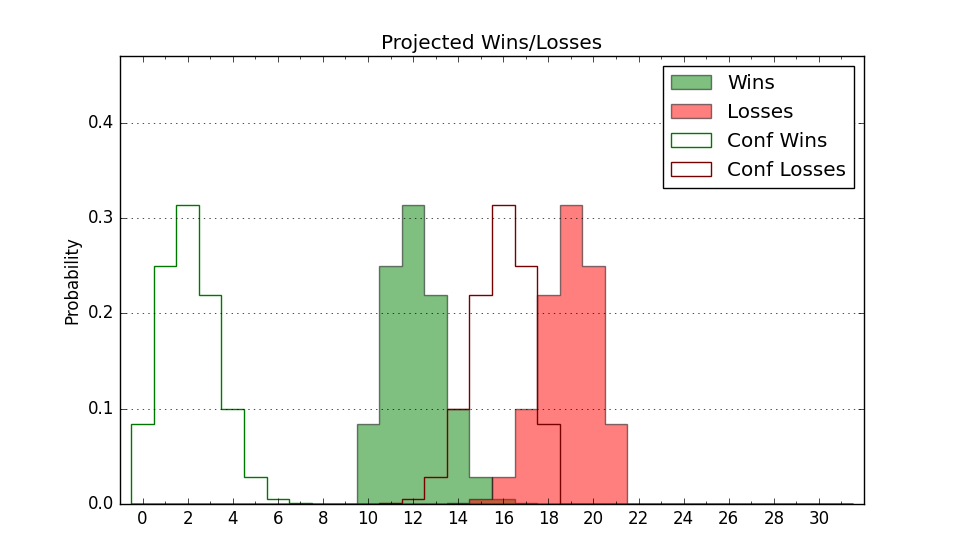 Projected Wins/Losses
Wins
Losses
Conf Wins
Conf Losses
Probability
0.4
0.3
0.2
0.1
0.0
0 2 4 6 8 10 12 14 16 18 20 22 24 26 28 30